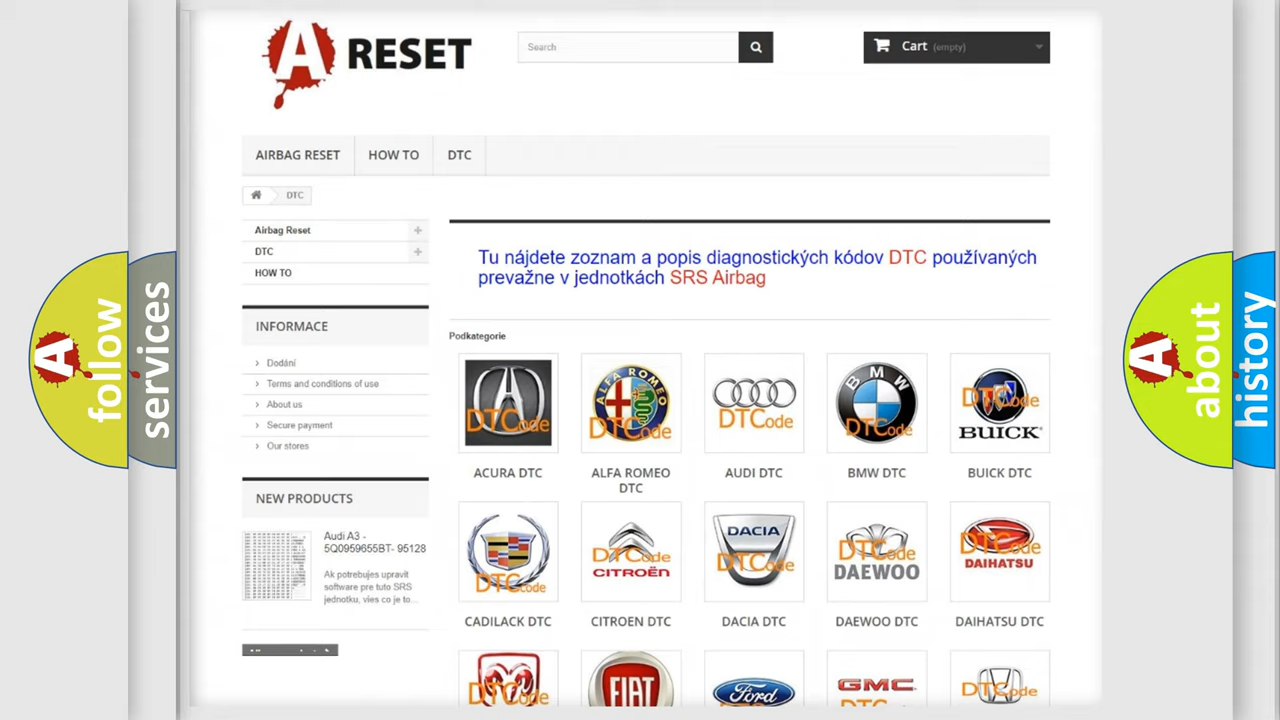 A RESET
Search
Cart (empty)
AIRBAG RESET
HOW TO
DTC
DTC
Airbag Reset
DTC
HOW TO
INFORMACE
Dodání
Terms and conditions of use
About us
Secure payment
Our stores
NEW PRODUCTS
Audi A3 -
5Q0959655BT- 95128
Ak potrebujes upravit
software pre tuto SRS
jednotku, vies co je to...
Tu nájdete zoznam a popis diagnostických kódov DTC používaných
prevažne v jednotkách SRS Airbag
Podkategorie
DTCode
ALFA ROMEO
DTCode
DTCode
BMW
DTCode
DTCode
BUICK
ACURA DTC
ALFA ROMEO
DTC
AUDI DTC
BMW DTC
BUICK DTC
DTCode
DTCode
CITROËN
DACIA
DTCode
DTCode
DAEWOO
DTCode
DAIHATSU
CADILACK DTC
CITROEN DTC
DACIA DTC
DAEWOO DTC
DAIHATSU DTC
DTCode
FIAT
Ford
GMC
DTCode
A follow
services
A about
history